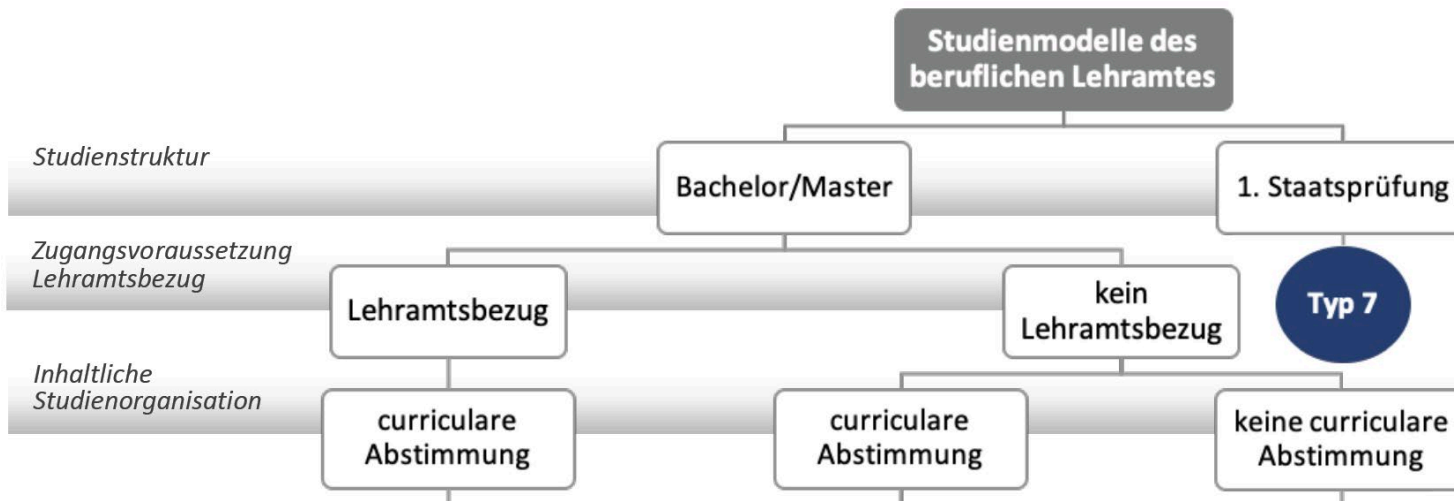 Studienmodelle des
beruflichen Lehramtes
Studienstruktur
Bachelor/Master
1. Staatsprüfung
Zugangsvoraussetzung
Lehramtsbezug
Lehramtsbezug
kein
Lehramtsbezug
Typ 7
Inhaltliche
Studienorganisation
curriculare
Abstimmung
curriculare
Abstimmung
keine curriculare
Abstimmung